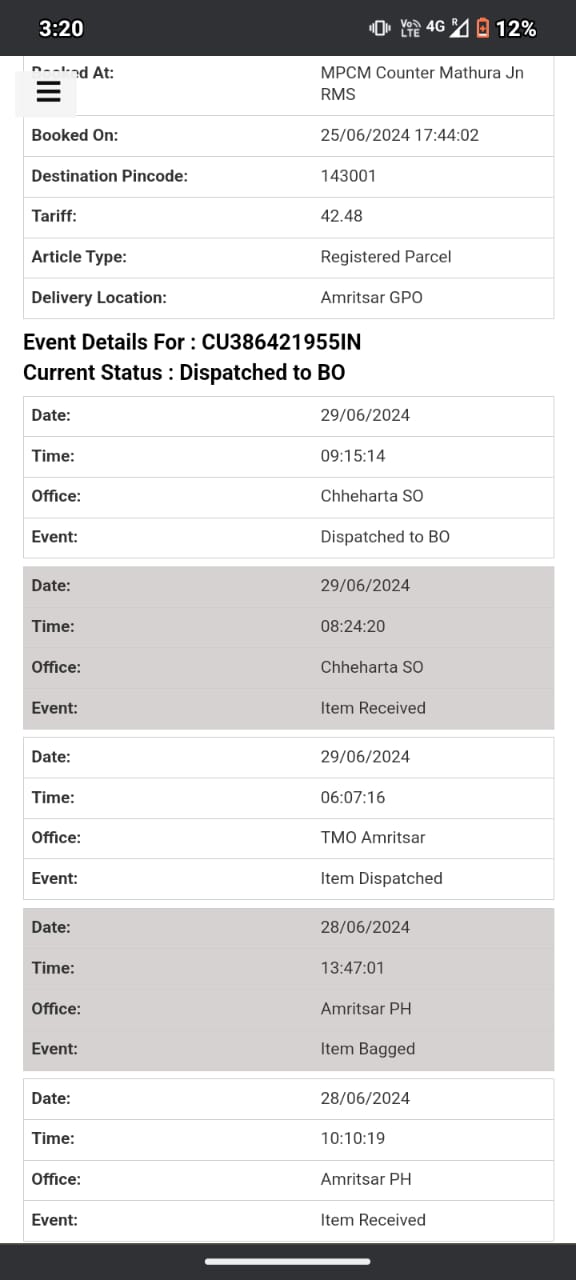 3:20
Vo)) LTE 4G R 12%
Booked At: MPCM Counter Mathura Jn
RMS
Booked On: 25/06/2024 17:44:02
Destination Pincode: 143001
Tariff: 42.48
Article Type: Registered Parcel
Delivery Location: Amritsar GPO
Event Details For : CU386421955IN
Current Status : Dispatched to BO
Date: 29/06/2024
Time: 09:15:14
Office: Chheharta SO
Event: Dispatched to BO
Date: 29/06/2024
Time: 08:24:20
Office: Chheharta SO
Event: Item Received
Date: 29/06/2024
Time: 06:07:16
Office: TMO Amritsar
Event: Item Dispatched
Date: 28/06/2024
Time: 13:47:01
Office: Amritsar PH
Event: Item Bagged
Date: 28/06/2024
Time: 10:10:19
Office: Amritsar PH
Event: Item Received